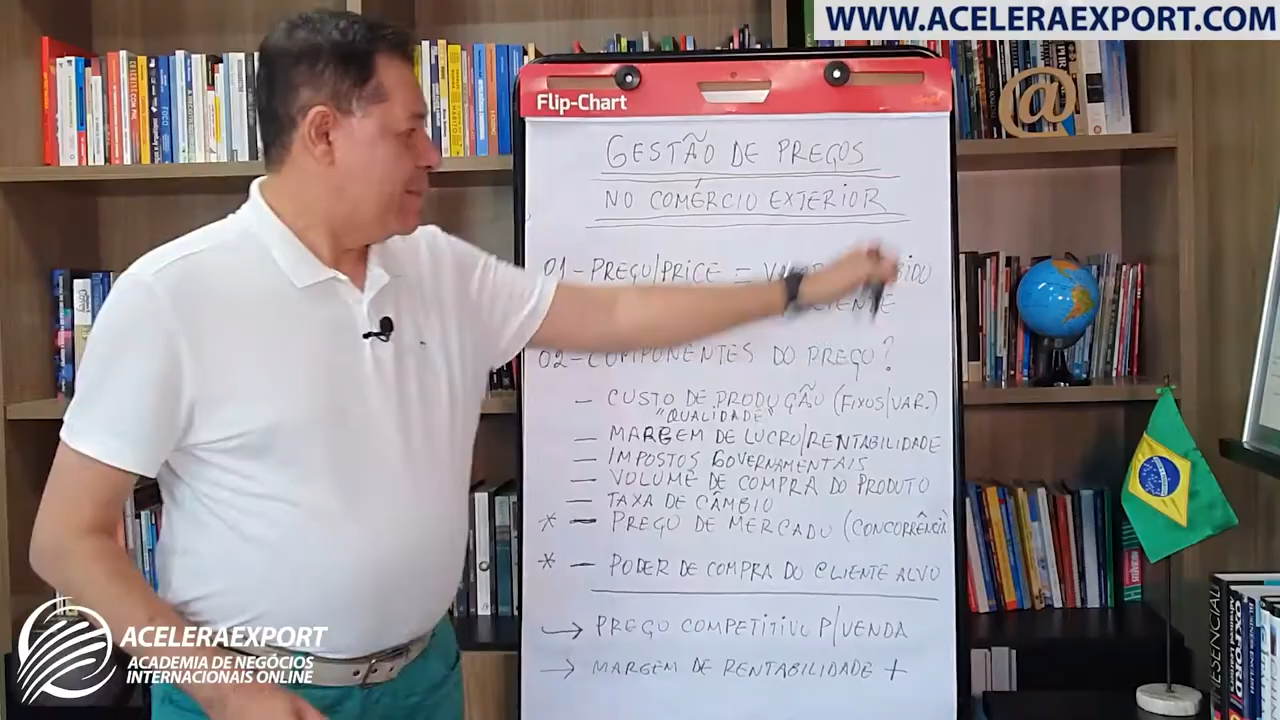 WWW.ACELERAEXPORT.COM
Flip-Chart
GESTÃO DE PREÇOS
NO COMÉRCIO EXTERIOR
01 - PREÇO/PRICE =
CLIENTE
02 - COMPONENTES DO PREÇO?
- CUSTO DE PRODUÇÃO (FIXOS/VAR.)
"QUALIDADE"
- MARGEM DE LUCRO/RENTABILIDADE
- IMPOSTOS GOVERNAMENTAIS
- VOLUME DE COMPRA DO PRODUTO
- TAXA DE CÂMBIO
* - PREÇO DE MERCADO (CONCORRÊNCIA)
* - PODER DE COMPRA DO CLIENTE ALVO
→ PREÇO COMPETITIVO P/VENDA
→ MARGEM DE RENTABILIDADE +
ACELERAEXPORT
ACADEMIA DE NEGÓCIOS
INTERNACIONAIS ONLINE
FOCO
OXFORD